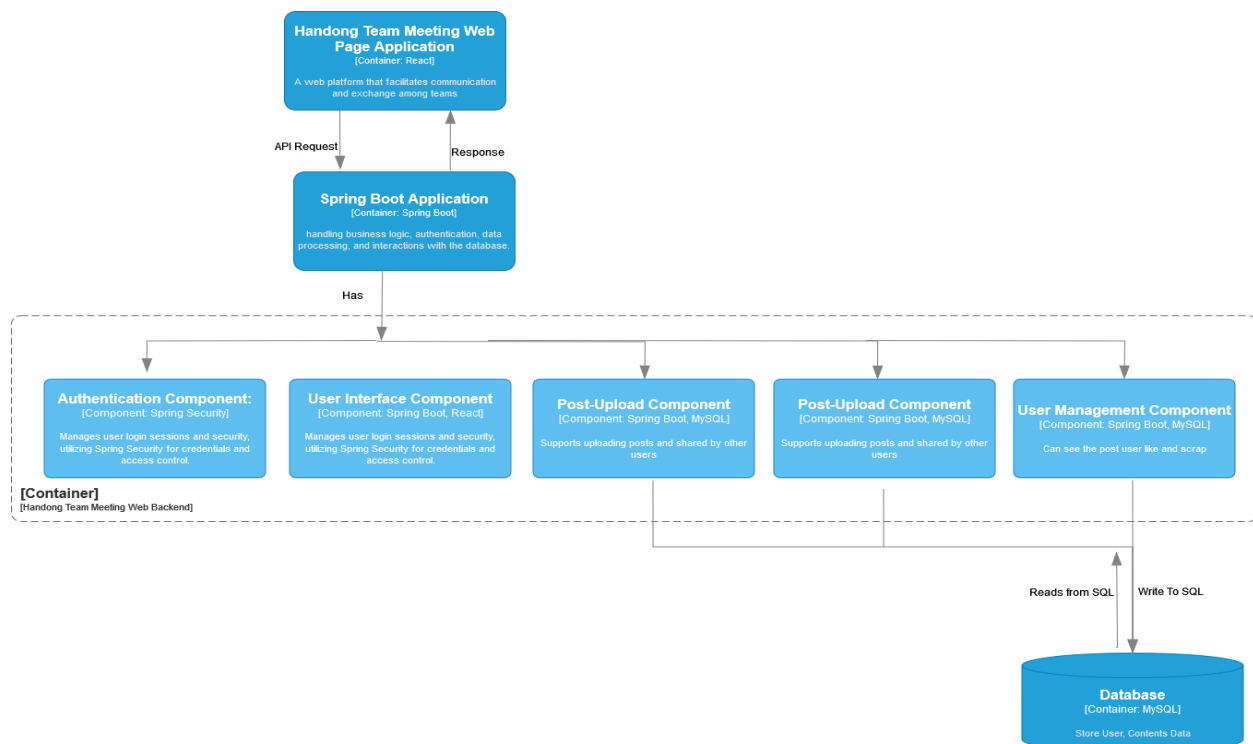 Handong Team Meeting Web
Page Application
[Container: React]
A web platform that facilitates communication
and exchange among teams
API Request
Response
Spring Boot Application
[Container: Spring Boot]
handling business logic, authentication, data
processing, and interactions with the database.
Has
Authentication Component:
[Component: Spring Security]
Manages user login sessions and security,
utilizing Spring Security for credentials and
access control.
User Interface Component
[Component: Spring Boot, React]
Manages user login sessions and security,
utilizing Spring Security for credentials and
access control.
Post-Upload Component
[Component: Spring Boot, MySQL]
Supports uploading posts and shared by other
users
Post-Upload Component
[Component: Spring Boot, MySQL]
Supports uploading posts and shared by other
users
User Management Component
[Component: Spring Boot, MySQL]
Can see the post user like and scrap
[Container]
[Handong Team Meeting Web Backend]
Reads from SQL
Write To SQL
Database
[Container: MySQL]
Store User, Contents Data